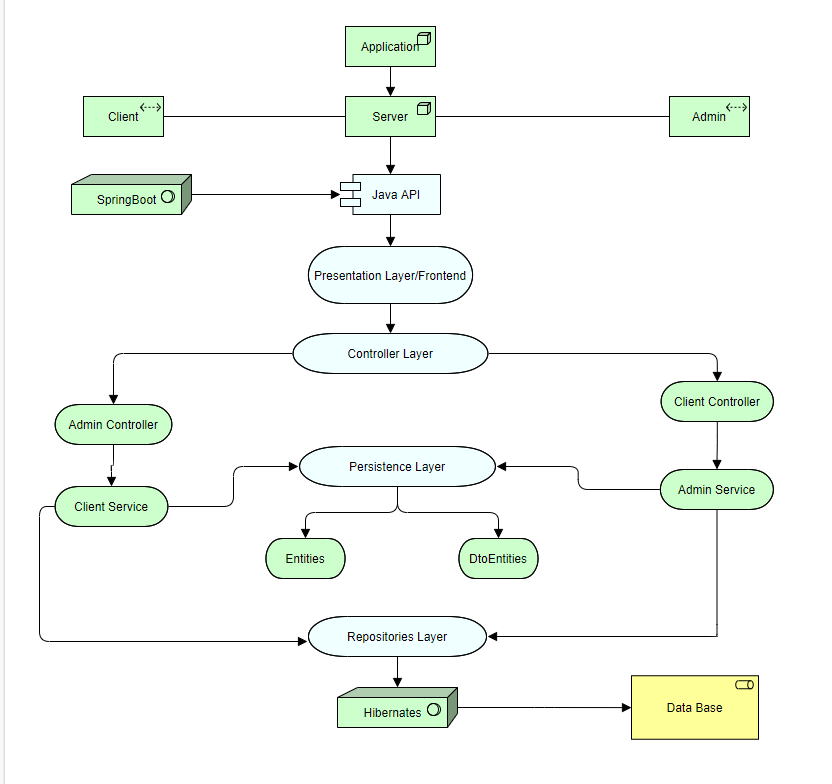 Application
Client
Server
Admin
SpringBoot
Java API
Presentation Layer/Frontend
Controller Layer
Client Controller
Admin Controller
Persistence Layer
Admin Service
Client Service
Entities
DtoEntities
Repositories Layer
Hibernates
Data Base